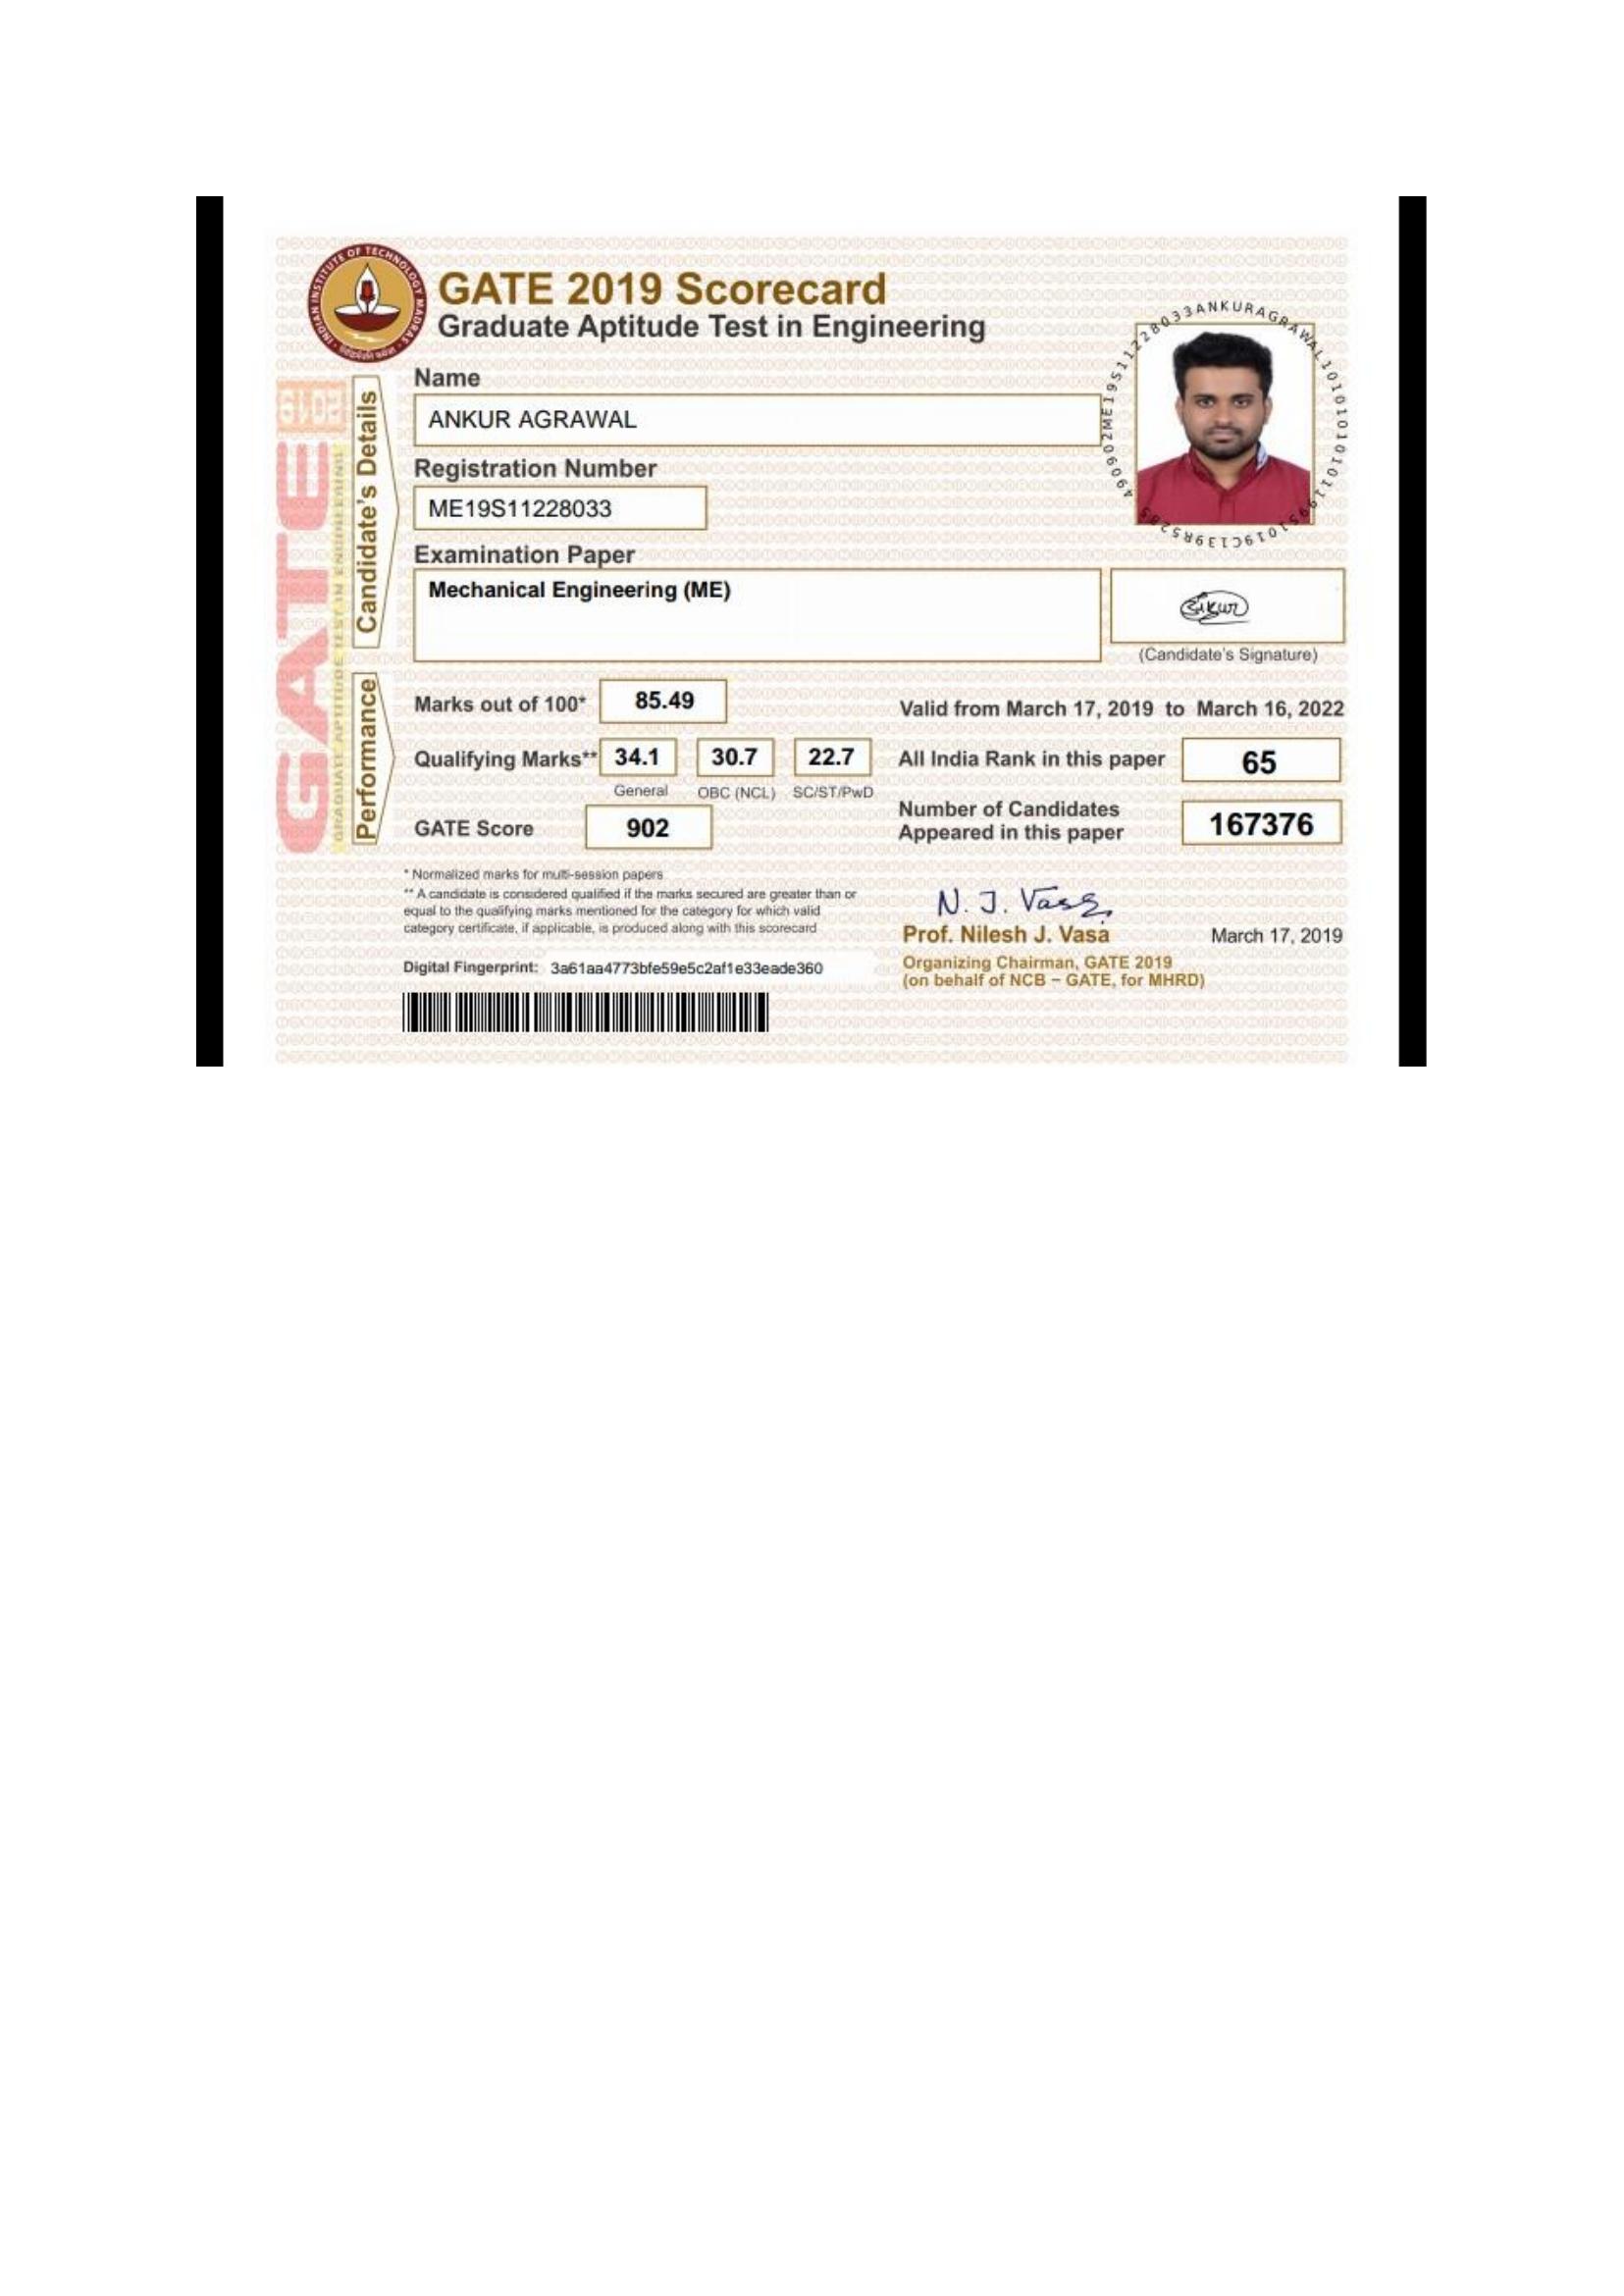 INDIAN INSTITUTE OF TECHNOLOGY MADRAS
GATE 2019 Scorecard
Graduate Aptitude Test in Engineering
GATE
GRADUATE APTITUDE TEST IN ENGINEERING
Candidate's Details
Name
ANKUR AGRAWAL
Registration Number
ME19S11228033
Examination Paper
Mechanical Engineering (ME)
Ankur
(Candidate's Signature)
Performance
Marks out of 100* 85.49
Valid from March 17, 2019 to March 16, 2022
Qualifying Marks** 34.1 30.7 22.7
General OBC (NCL) SC/ST/PwD
All India Rank in this paper 65
GATE Score 902
Number of Candidates
Appeared in this paper 167376
* Normalized marks for multi-session papers
** A candidate is considered qualified if the marks secured are greater than or
equal to the qualifying marks mentioned for the category for which valid
category certificate, if applicable, is produced along with this scorecard
N. J. Vasa
Prof. Nilesh J. Vasa
March 17, 2019
Organizing Chairman, GATE 2019
(on behalf of NCB – GATE, for MHRD)
Digital Fingerprint: 3a61aa4773bfe59e5c2af1e33eade360